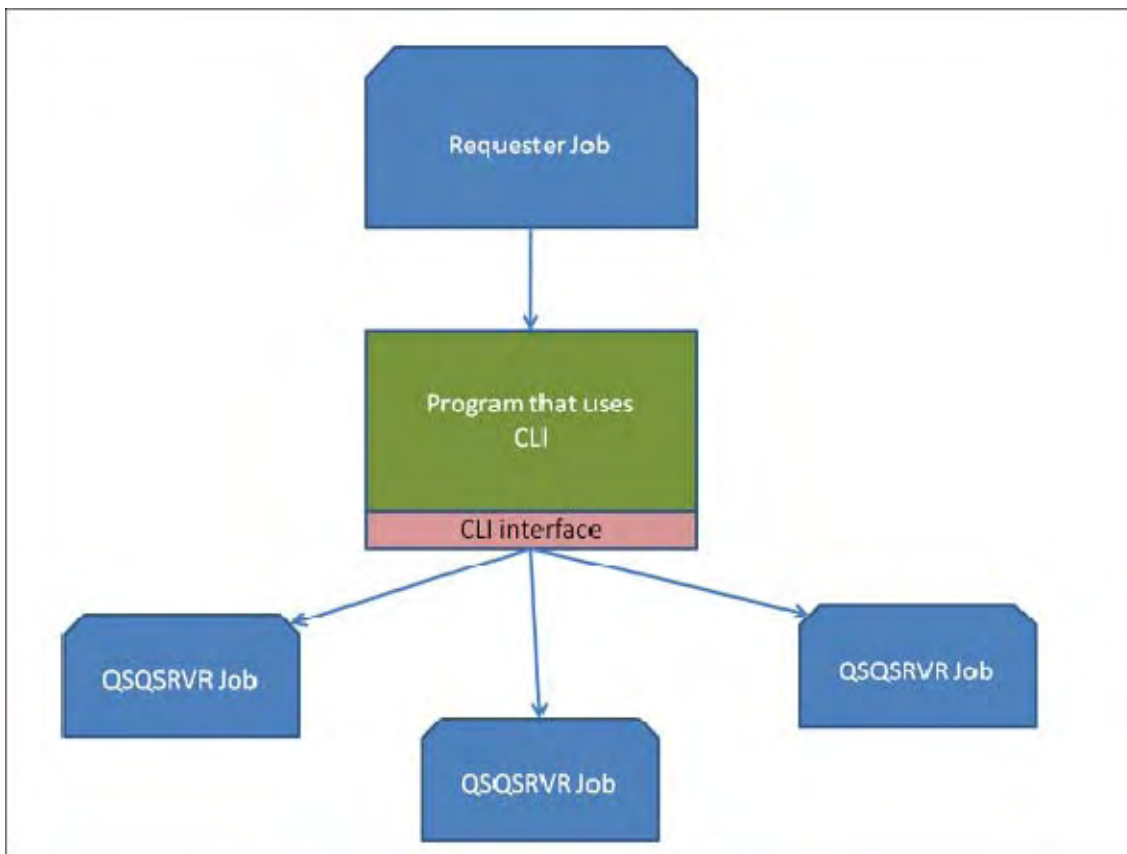 Requester Job
Program that uses
CLI
CLI interface
QSQSRVR Job
QSQSRVR Job
QSQSRVR Job